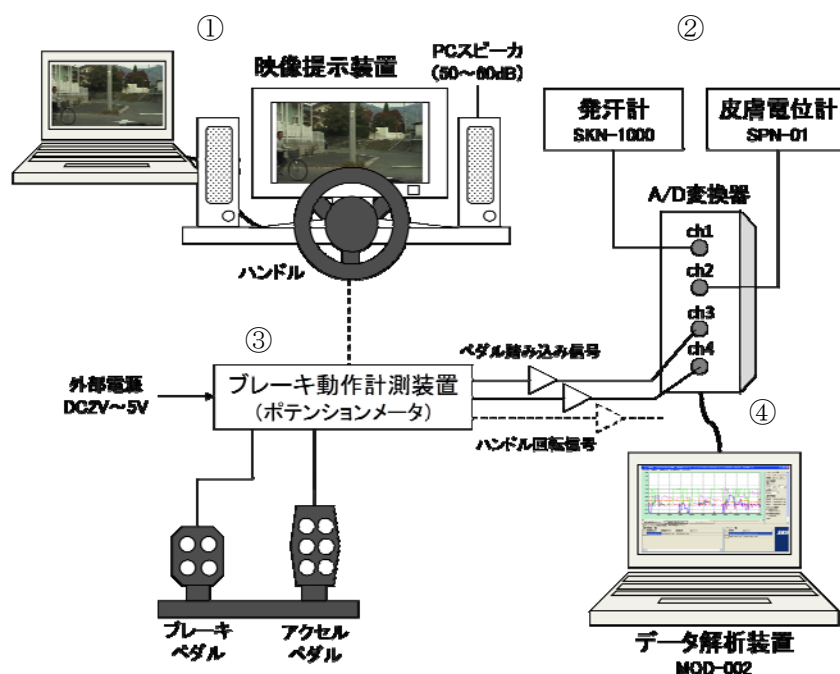 ①
②
映像提示装置
PCスピーカ
(50～60dB)
発汗計
SKN-1000
皮膚電位計
SPN-01
A/D変換器
ch1
ch2
ch3
ch4
ハンドル
③
ペダル踏み込み信号
外部電源
DC2V～5V
ブレーキ動作計測装置
(ポテンションメータ)
ハンドル回転信号
④
ブレーキ
ペダル
アクセル
ペダル
データ解析装置
MOD-002